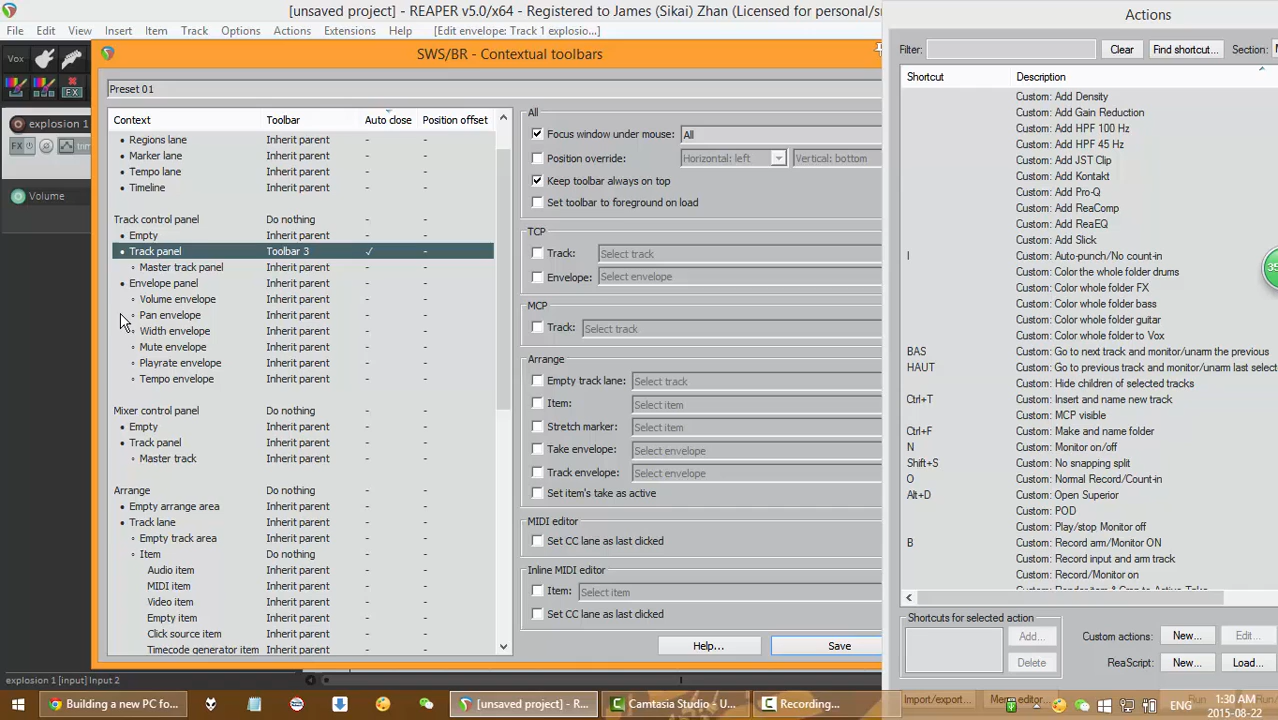 [unsaved project] - REAPER v5.0/x64 - Registered to James (Sikai) Zhan (Licensed for personal/s
File Edit View Insert Item Track Options Actions Extensions Help [Edit envelope: Track 1 explosio...]
Vox
FX
explosion 1
FX
trim
Volume
SWS/BR - Contextual toolbars
Preset 01
Context Toolbar Auto close Position offset
Regions lane Inherit parent - -
Marker lane Inherit parent - -
Tempo lane Inherit parent - -
Timeline Inherit parent - -
Track control panel Do nothing - -
Empty Inherit parent - -
Track panel Toolbar 3 ✓ -
Master track panel Inherit parent - -
Envelope panel Inherit parent - -
Volume envelope Inherit parent - -
Pan envelope Inherit parent - -
Width envelope Inherit parent - -
Mute envelope Inherit parent - -
Playrate envelope Inherit parent - -
Tempo envelope Inherit parent - -
Mixer control panel Do nothing - -
Empty Inherit parent - -
Track panel Inherit parent - -
Master track Inherit parent - -
Arrange Do nothing - -
Empty arrange area Inherit parent - -
Track lane Inherit parent - -
Empty track area Inherit parent - -
Item Do nothing - -
Audio item Inherit parent - -
MIDI item Inherit parent - -
Video item Inherit parent - -
Empty item Inherit parent - -
Click source item Inherit parent - -
Timecode generator item Inherit parent - -
All
Focus window under mouse: All
Position override: Horizontal: left Vertical: bottom
Keep toolbar always on top
Set toolbar to foreground on load
TCP
Track: Select track
Envelope: Select envelope
MCP
Track: Select track
Arrange
Empty track lane: Select track
Item: Select item
Stretch marker: Select item
Take envelope: Select envelope
Track envelope: Select envelope
Set item's take as active
MIDI editor
Set CC lane as last clicked
Inline MIDI editor
Item: Select item
Set CC lane as last clicked
Help... Save
Actions
Filter: Clear Find shortcut... Section:
Shortcut Description
Custom: Add Density
Custom: Add Gain Reduction
Custom: Add HPF 100 Hz
Custom: Add HPF 45 Hz
Custom: Add JST Clip
Custom: Add Kontakt
Custom: Add Pro-Q
Custom: Add ReaComp
Custom: Add ReaEQ
Custom: Add Slick
I Custom: Auto-punch/No count-in
Custom: Color the whole folder drums
Custom: Color whole folder FX
Custom: Color whole folder bass
Custom: Color whole folder guitar
Custom: Color whole folder to Vox
BAS Custom: Go to next track and monitor/unarm the previous
HAUT Custom: Go to previous track and monitor/unarm last selec
Custom: Hide children of selected tracks
Ctrl+T Custom: Insert and name new track
Custom: MCP visible
Ctrl+F Custom: Make and name folder
N Custom: Monitor on/off
Shift+S Custom: No snapping split
O Custom: Normal Record/Count-in
Alt+D Custom: Open Superior
Custom: POD
Custom: Play/stop Monitor off
B Custom: Record arm/Monitor ON
Custom: Record input and arm track
Custom: Record/Monitor on
Custom: Render item & Crop to Active Take
Shortcuts for selected action
Add... Custom actions: New... Edit...
Delete ReaScript: New... Load...
Import/export... Menu editor...
explosion 1 [input] Input 2
Building a new PC fo...
[unsaved project] - R...
Camtasia Studio - U...
Recording...
ENG
1:30 AM
2015-08-22